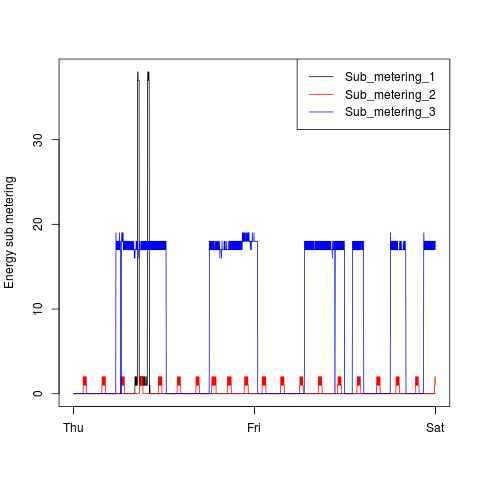 Sub_metering_1
Sub_metering_2
Sub_metering_3
Energy sub metering
30
20
10
0
Thu Fri Sat